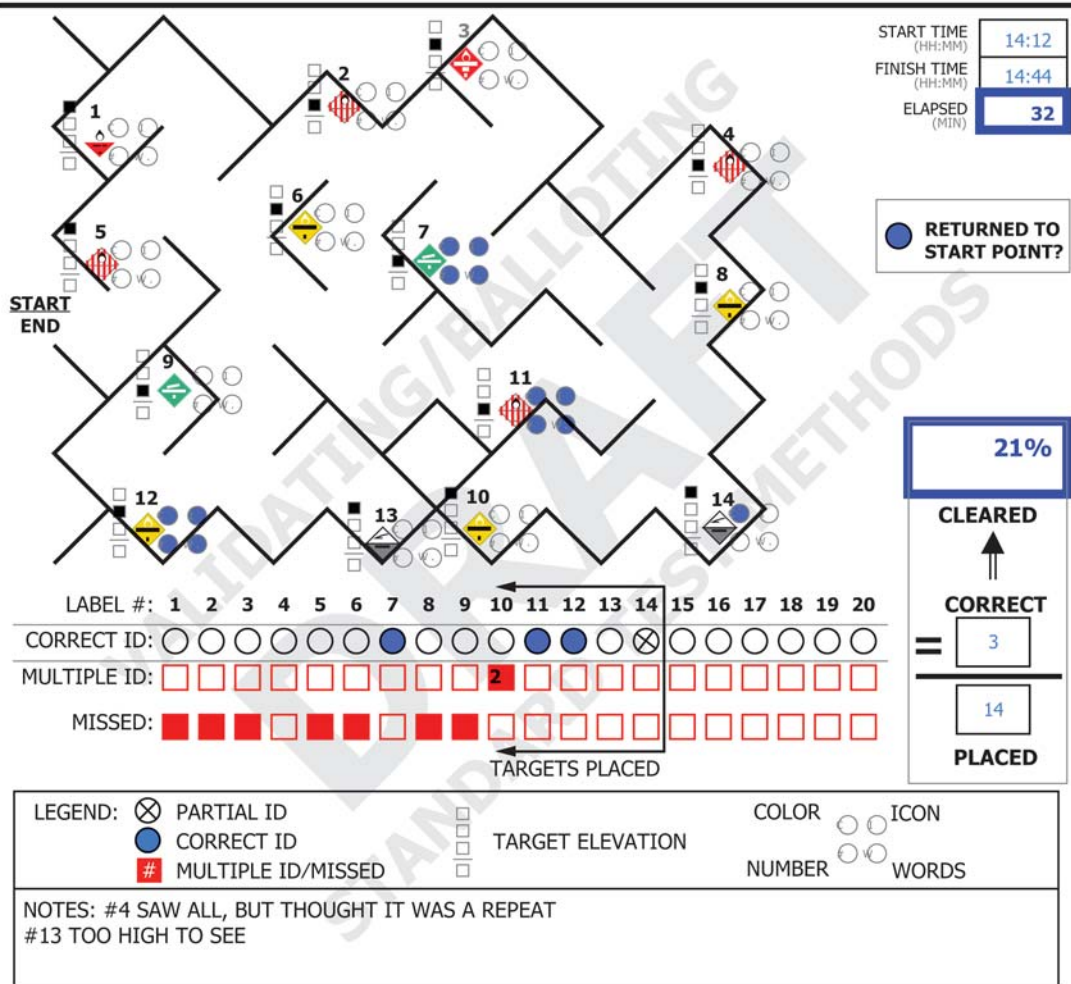 START TIME
(HH:MM)
14:12
FINISH TIME
(HH:MM)
14:44
ELAPSED
(MIN)
32
1
2
3
4
RETURNED TO
START POINT?
5
6
7
8
START
END
9
11
21%
CLEARED
12
13
10
14
CORRECT
=
3
14
PLACED
LABEL #: 1 2 3 4 5 6 7 8 9 10 11 12 13 14 15 16 17 18 19 20
CORRECT ID:
MULTIPLE ID: 2
MISSED:
TARGETS PLACED
LEGEND:
PARTIAL ID
CORRECT ID
# MULTIPLE ID/MISSED
TARGET ELEVATION
COLOR ICON
NUMBER WORDS
NOTES: #4 SAW ALL, BUT THOUGHT IT WAS A REPEAT
#13 TOO HIGH TO SEE
VALIDATING/BALLOTING
DRAFT
STANDARD TEST METHODS